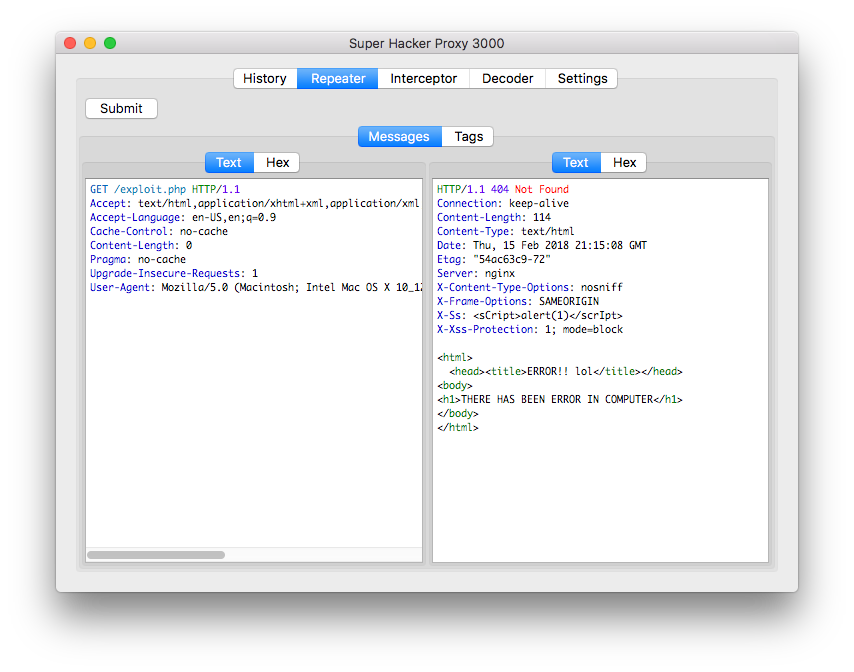 Super Hacker Proxy 3000
History Repeater Interceptor Decoder Settings
Submit
Messages Tags
Text Hex
GET /exploit.php HTTP/1.1
Accept: text/html,application/xhtml+xml,application/xml
Accept-Language: en-US,en;q=0.9
Cache-Control: no-cache
Content-Length: 0
Pragma: no-cache
Upgrade-Insecure-Requests: 1
User-Agent: Mozilla/5.0 (Macintosh; Intel Mac OS X 10_12
Text Hex
HTTP/1.1 404 Not Found
Connection: keep-alive
Content-Length: 114
Content-Type: text/html
Date: Thu, 15 Feb 2018 21:15:08 GMT
Etag: "54ac63c9-72"
Server: nginx
X-Content-Type-Options: nosniff
X-Frame-Options: SAMEORIGIN
X-Ss: <sCript>alert(1)</scrIpt>
X-Xss-Protection: 1; mode=block
<html>
<head><title>ERROR!! lol</title></head>
<body>
<h1>THERE HAS BEEN ERROR IN COMPUTER</h1>
</body>
</html>